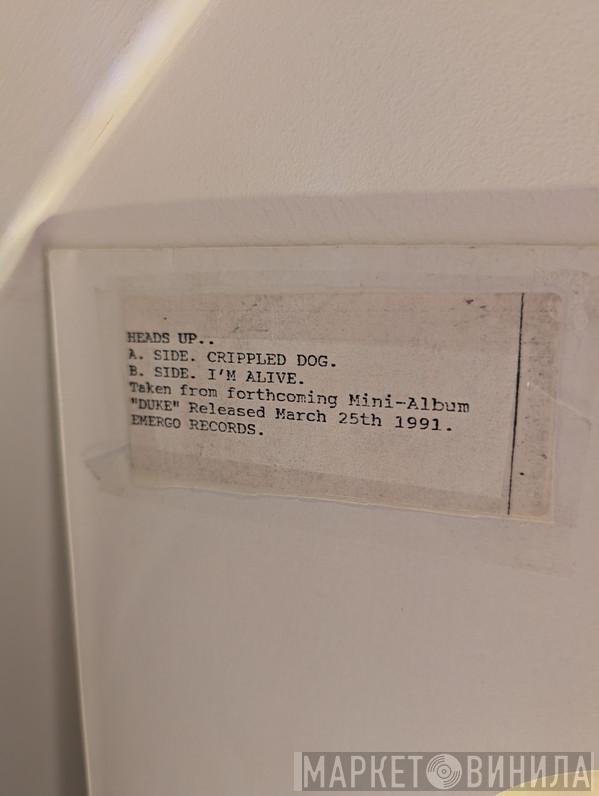 HEADS UP..
A. SIDE. CRIPPLED DOG.
B. SIDE. I'M ALIVE.
Taken from forthcoming Mini-Album
"DUKE" Released March 25th 1991.
EMERGO RECORDS.
МАРКЕТ ВИНИЛА